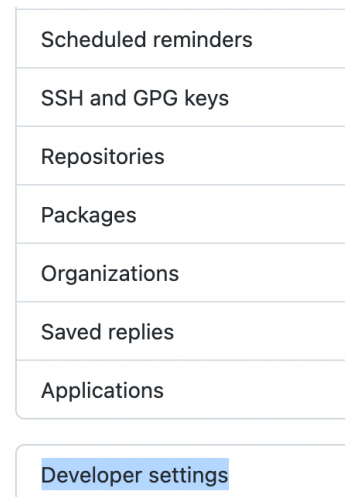 Scheduled reminders
SSH and GPG keys
Repositories
Packages
Organizations
Saved replies
Applications
Developer settings